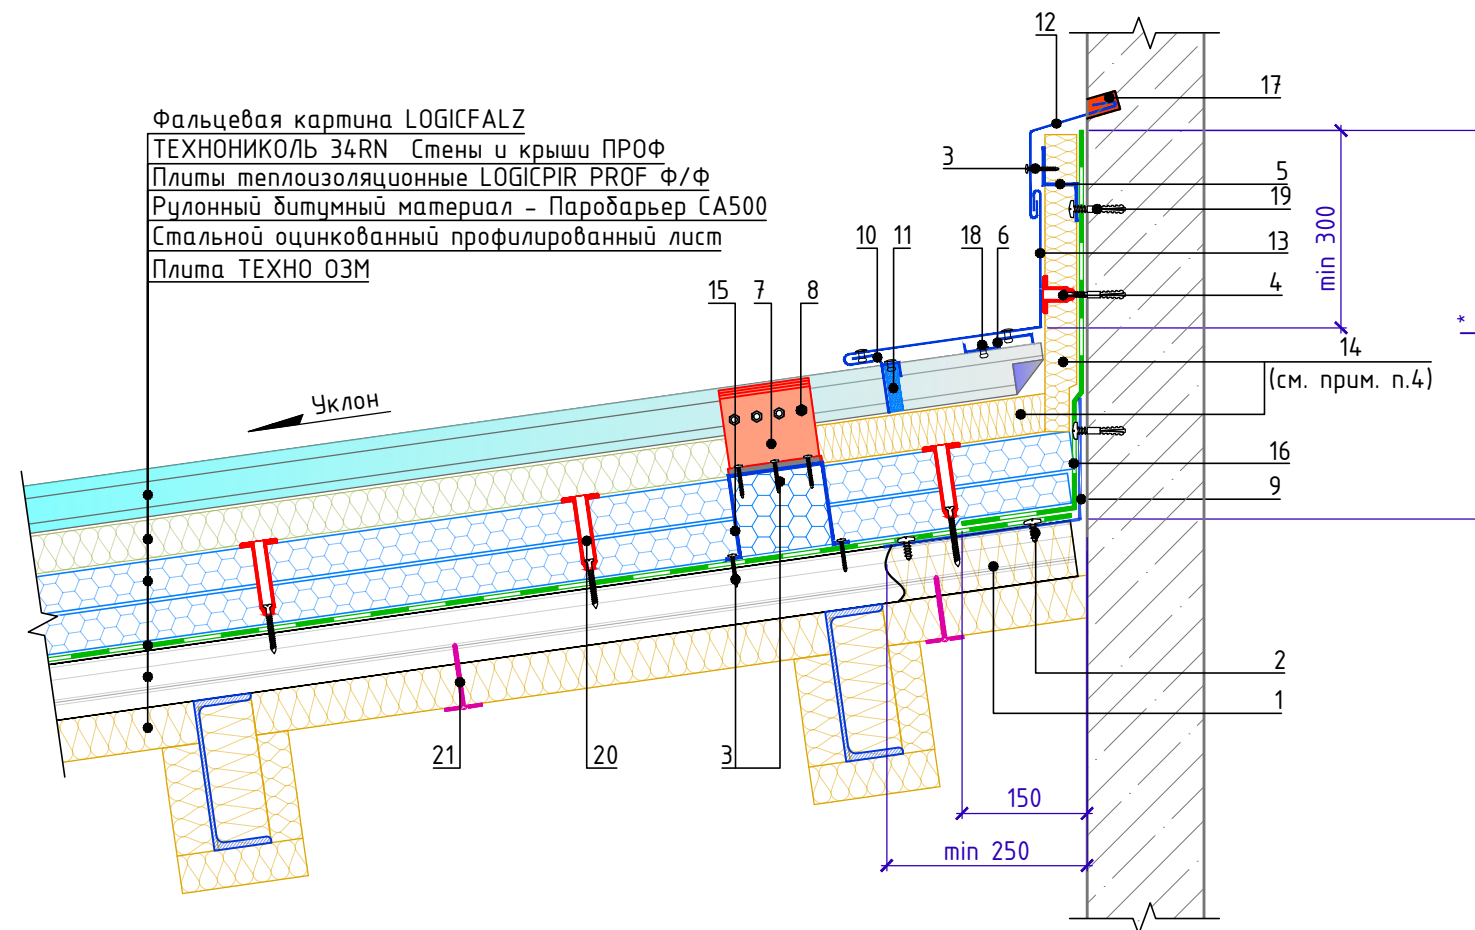 12
17
Фальцевая картина LOGICFALZ
ТЕХНОНИКОЛЬ 34RN Стены и крыши ПРОФ
Плиты теплоизоляционные LOGICPIR PROF Ф/Ф
Рулонный битумный материал – Паробарьер СА500
Стальной оцинкованный профилированный лист
Плита ТЕХНО ОЗМ
3
5
19
10
11
18
6
13
min 300
15
7
8
4
14
(см. прим. п.4)
Уклон
16
9
2
1
21
20
3
150
min 250